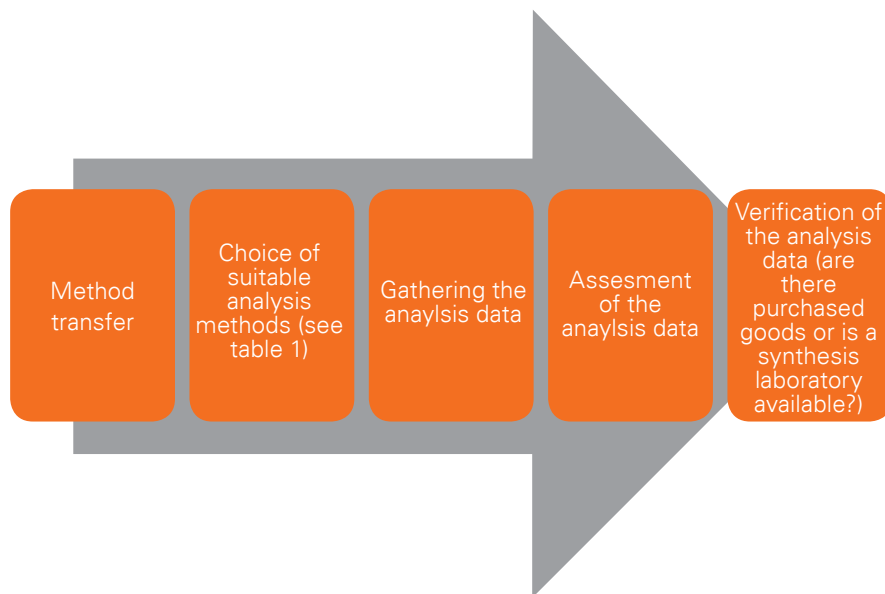 Method
transfer
Choice of
suitable
analysis
methods (see
table 1)
Gathering the
anaylsis data
Assesment
of the
anaylsis data
Verification of
the analysis
data (are
there
purchased
goods or is a
synthesis
laboratory
available?)